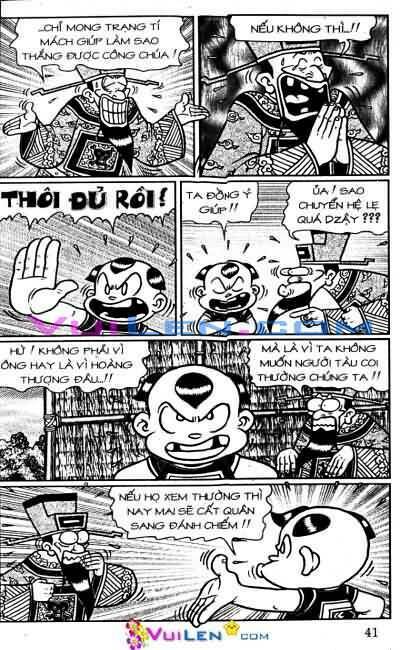 ...CHỈ MONG TRẠNG TÍ
MÁCH GIÚP LÀM SAO
THẮNG ĐƯỢC CÔNG CHÚA!
NẾU KHÔNG THÌ...!!
THÔI ĐỦ RỒI!
TA ĐỒNG Ý
GIÚP!!
ỦA! SAO
CHUYỂN HỆ LẸ
QUÁ DZẬY ???
VuiLen.com
HỪ! KHÔNG PHẢI VÌ
ÔNG HAY LÀ VÌ HOÀNG
THƯỢNG ĐÂU..!!
MÀ LÀ VÌ TA KHÔNG
MUỐN NGƯỜI TÀU COI
THƯỜNG CHÚNG TA!!
NẾU HỌ XEM THƯỜNG THÌ
NAY MAI SẼ CẤT QUÂN
SANG ĐÁNH CHIẾM!!
41
VuiLen.com